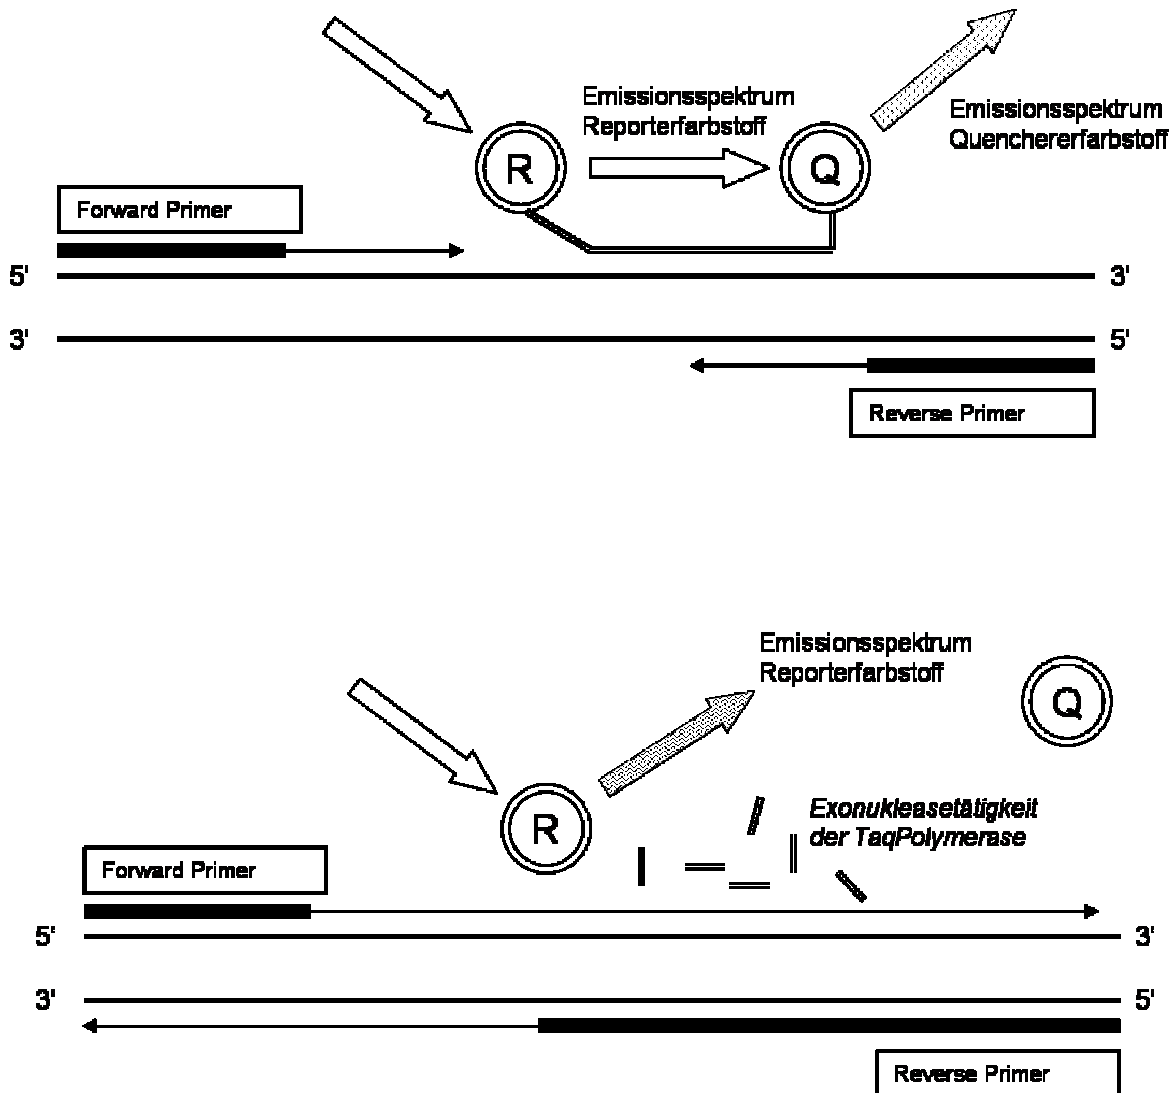 Emissionsspektrum
Reporterfarbstoff
Emissionsspektrum
Quenchererfarbstoff
R
Q
Forward Primer
5' 3'
3' 5'
Reverse Primer
Emissionsspektrum
Reporterfarbstoff
Q
R
Exonukleasetätigkeit
der TaqPolymerase
Forward Primer
5' 3'
3' 5'
Reverse Primer